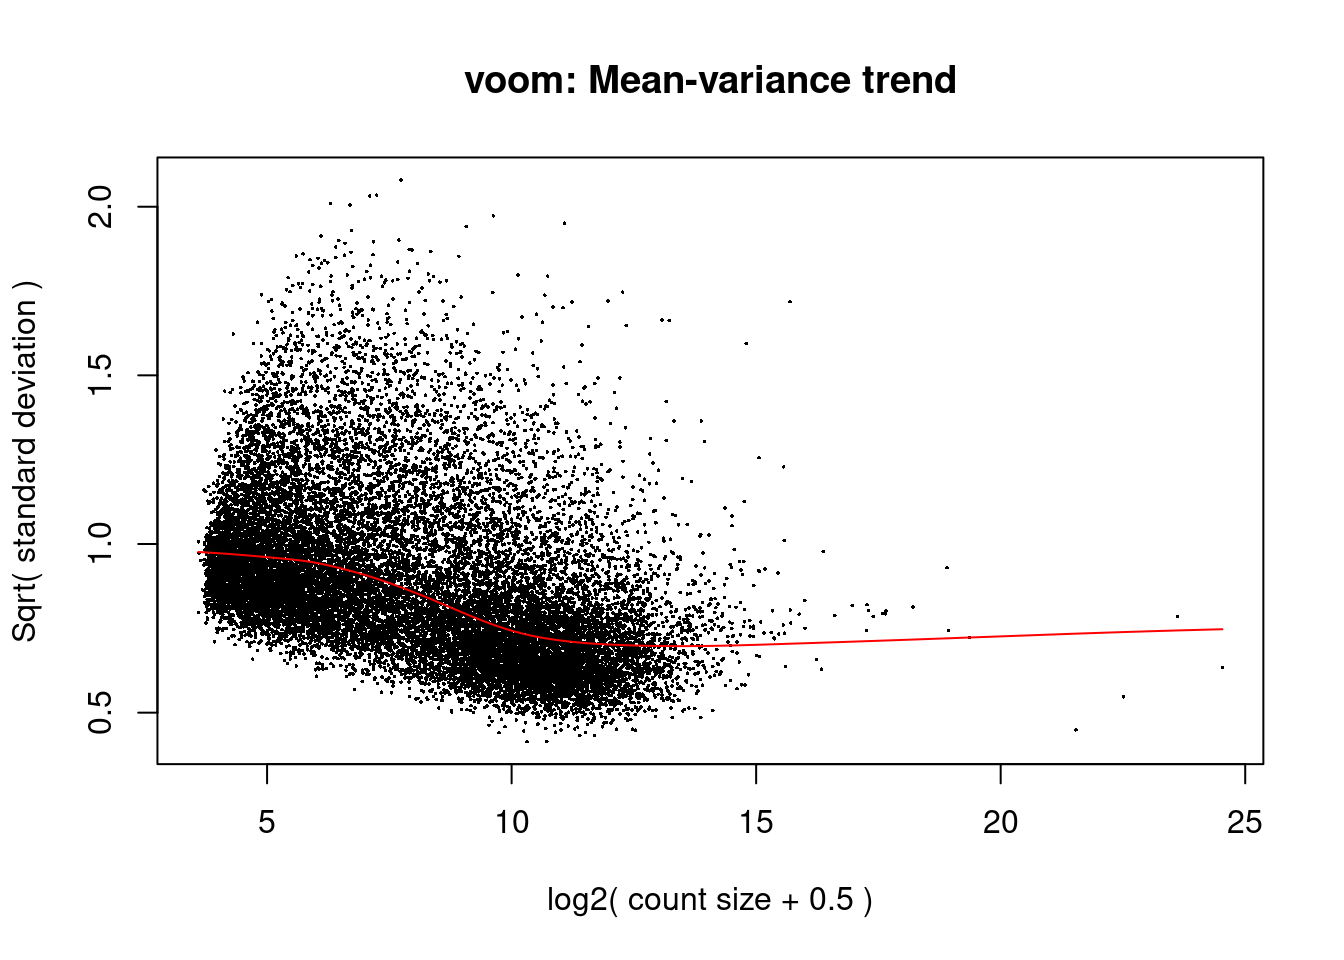 voom: Mean-variance trend
Sqrt( standard deviation )
2.0
1.5
1.0
0.5
5 10 15 20 25
log2( count size + 0.5 )